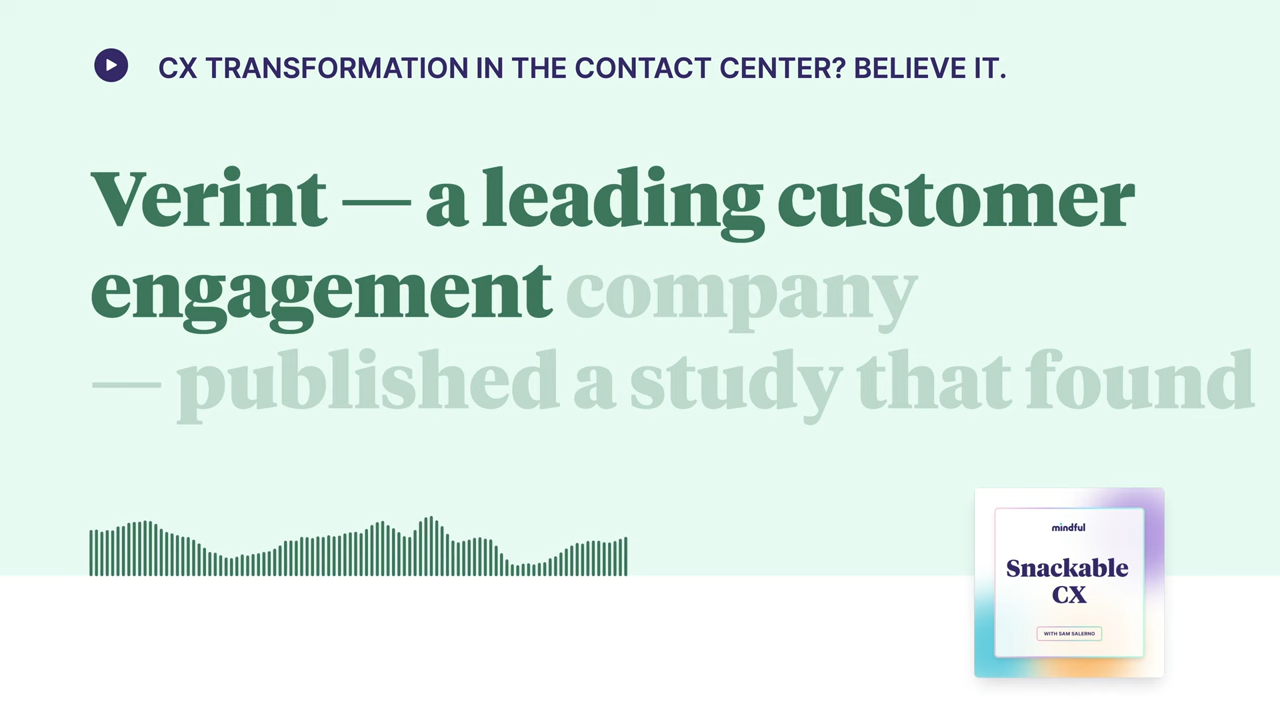 CX TRANSFORMATION IN THE CONTACT CENTER? BELIEVE IT.
Verint — a leading customer
engagement company
— published a study that found
mindful
Snackable
CX
WITH SAM SALERNO